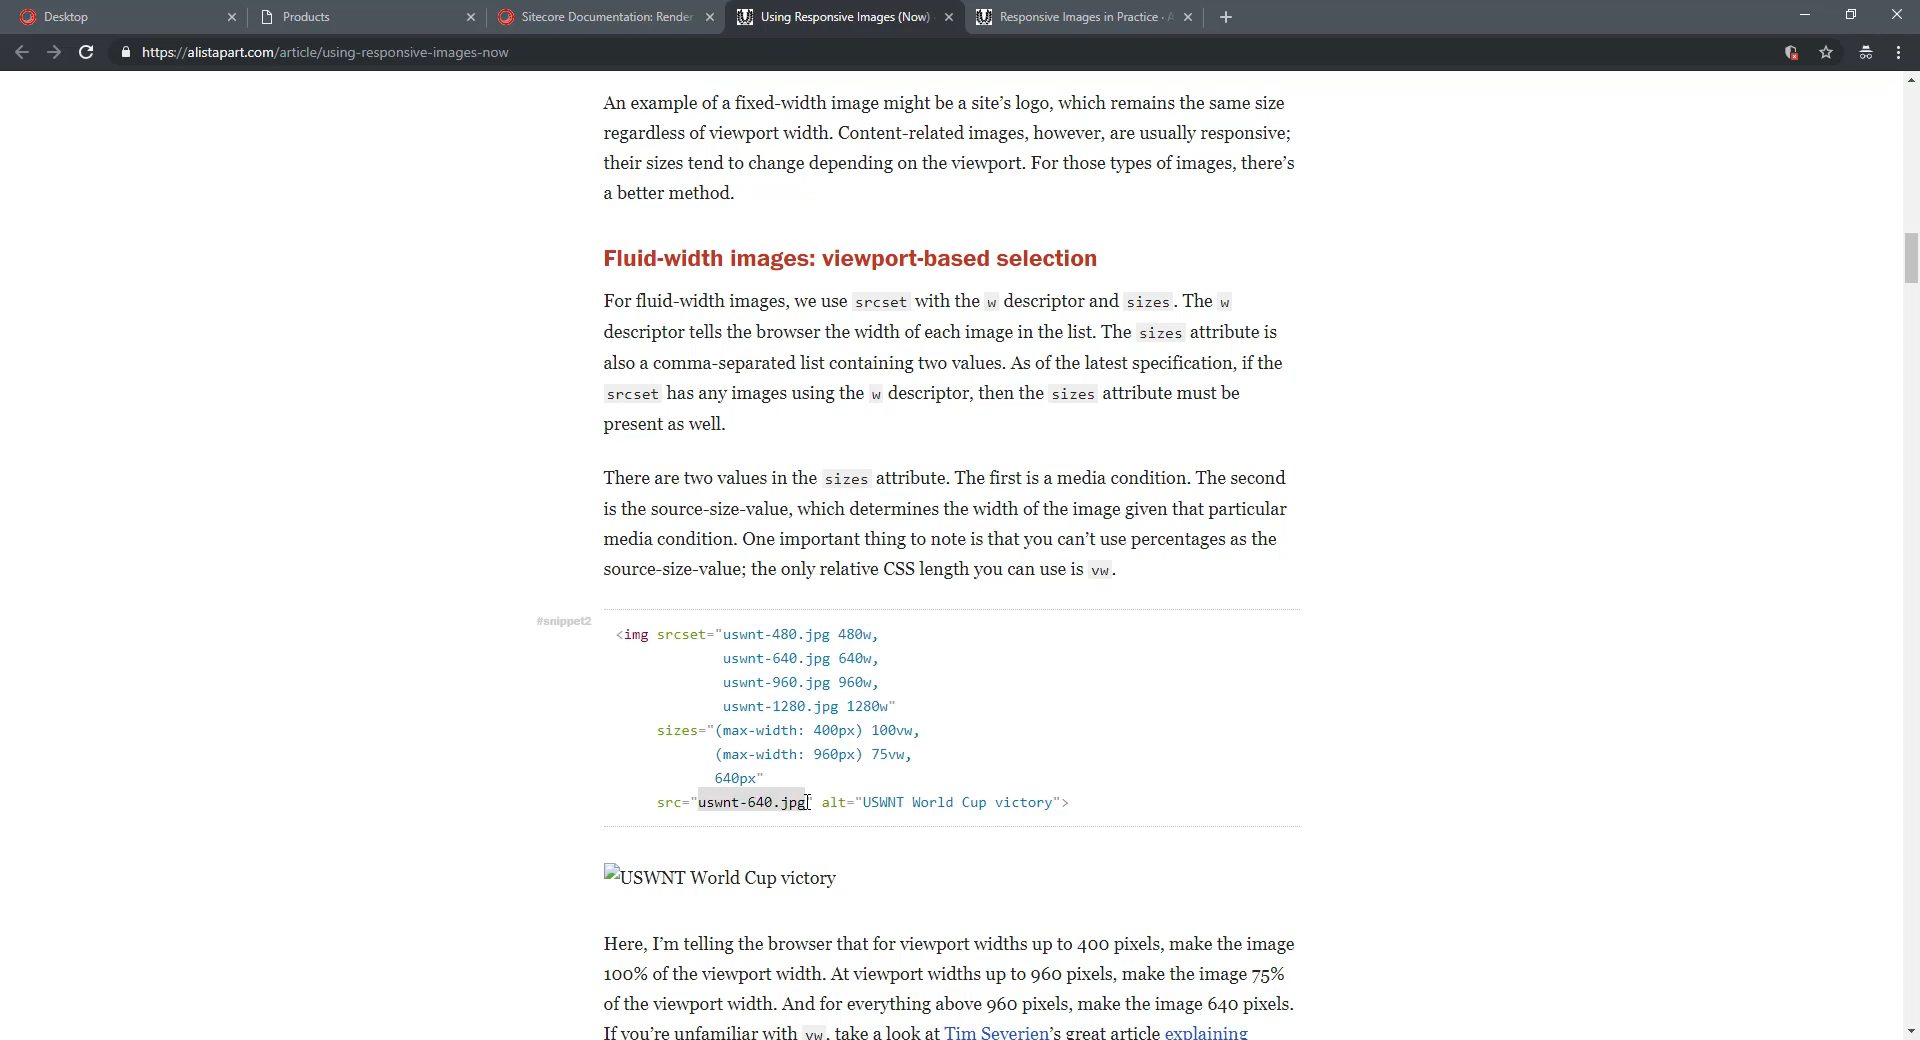 Desktop
Products
Sitecore Documentation: Render
Using Responsive Images (Now)
Responsive Images in Practice ·
https://alistapart.com/article/using-responsive-images-now
An example of a fixed-width image might be a site’s logo, which remains the same size
regardless of viewport width. Content-related images, however, are usually responsive;
their sizes tend to change depending on the viewport. For those types of images, there’s
a better method.
Fluid-width images: viewport-based selection
For fluid-width images, we use srcset with the w descriptor and sizes. The w
descriptor tells the browser the width of each image in the list. The sizes attribute is
also a comma-separated list containing two values. As of the latest specification, if the
srcset has any images using the w descriptor, then the sizes attribute must be
present as well.
There are two values in the sizes attribute. The first is a media condition. The second
is the source-size-value, which determines the width of the image given that particular
media condition. One important thing to note is that you can’t use percentages as the
source-size-value; the only relative CSS length you can use is vw.
#snippet2
<img srcset="uswnt-480.jpg 480w,
uswnt-640.jpg 640w,
uswnt-960.jpg 960w,
uswnt-1280.jpg 1280w"
sizes="(max-width: 400px) 100vw,
(max-width: 960px) 75vw,
640px"
src="uswnt-640.jpg" alt="USWNT World Cup victory">
USWNT World Cup victory
Here, I’m telling the browser that for viewport widths up to 400 pixels, make the image
100% of the viewport width. At viewport widths up to 960 pixels, make the image 75%
of the viewport width. And for everything above 960 pixels, make the image 640 pixels.
If you’re unfamiliar with vw, take a look at Tim Severien’s great article explaining